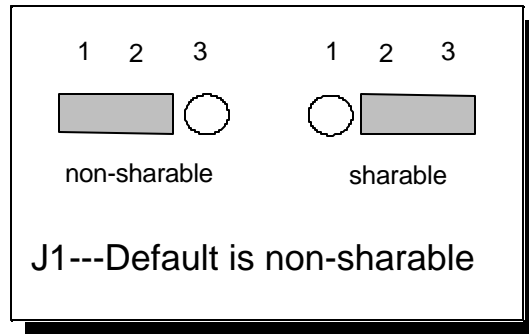 1 2 3 1 2 3
non-sharable sharable
J1---Default is non-sharable